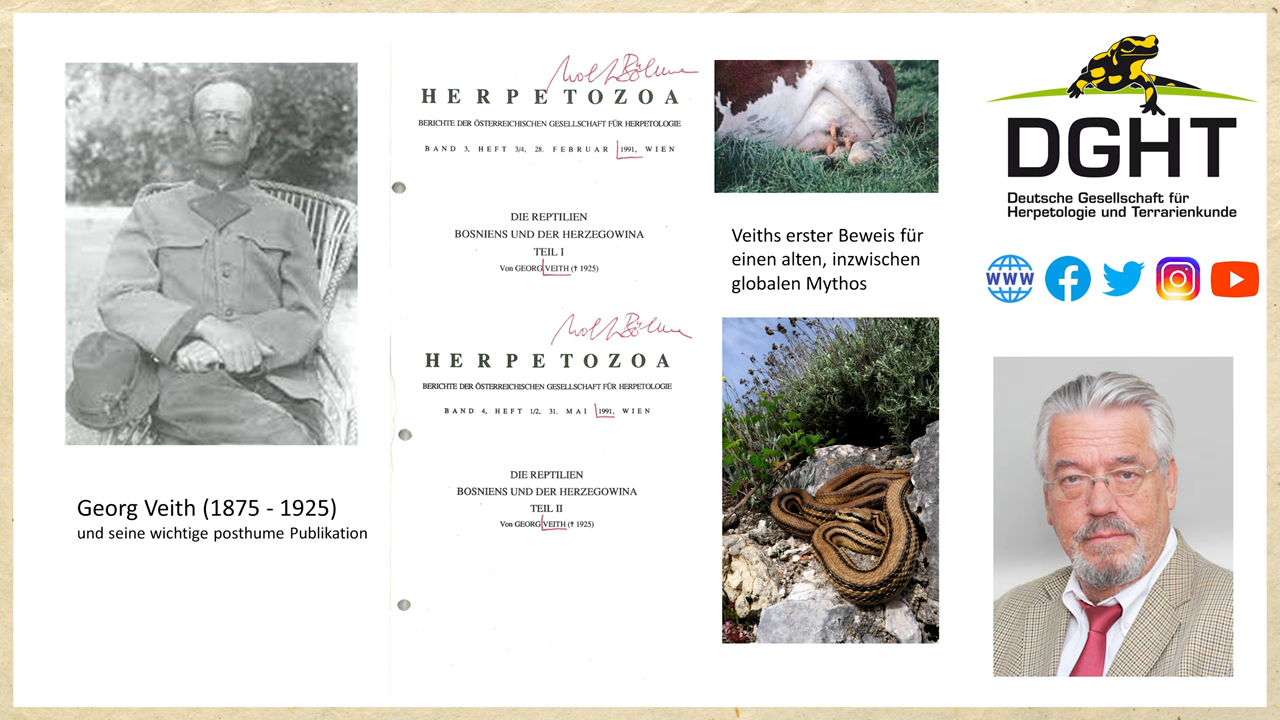 Georg Veith (1875 - 1925)
und seine wichtige posthume Publikation
Wolf Böhme
HERPETOZOA
BERICHTE DER ÖSTERREICHISCHEN GESELLSCHAFT FÜR HERPETOLOGIE
BAND 3, HEFT 3/4, 28. FEBRUAR 1991, WIEN
DIE REPTILIEN
BOSNIENS UND DER HERZEGOWINA
TEIL I
Von GEORG VEITH († 1925)
Wolf Böhme
HERPETOZOA
BERICHTE DER ÖSTERREICHISCHEN GESELLSCHAFT FÜR HERPETOLOGIE
BAND 4, HEFT 1/2, 31. MAI 1991, WIEN
DIE REPTILIEN
BOSNIENS UND DER HERZEGOWINA
TEIL II
Von GEORG VEITH († 1925)
Veiths erster Beweis für
einen alten, inzwischen
globalen Mythos
DGHT
Deutsche Gesellschaft für
Herpetologie und Terrarienkunde
WWW